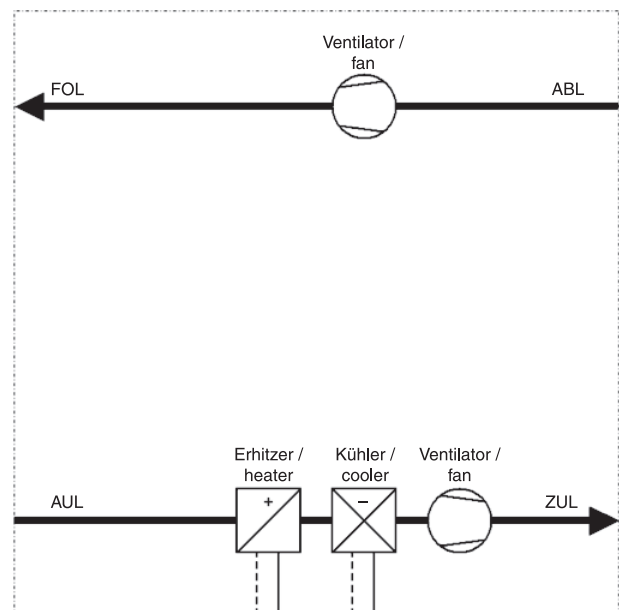 Ventilator /
fan
FOL
ABL
Erhitzer /
heater
Kühler /
cooler
Ventilator /
fan
AUL
+
−
ZUL